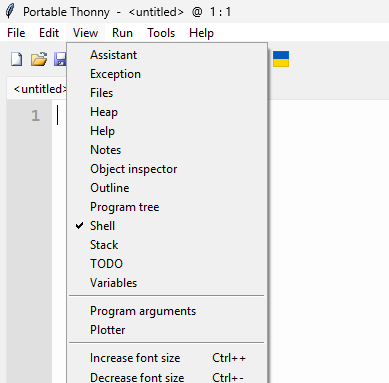 Portable Thonny - <untitled> @ 1:1
File Edit View Run Tools Help
<untitled>
1
Assistant
Exception
Files
Heap
Help
Notes
Object inspector
Outline
Program tree
Shell
Stack
TODO
Variables
Program arguments
Plotter
Increase font size Ctrl++
Decrease font size Ctrl+-